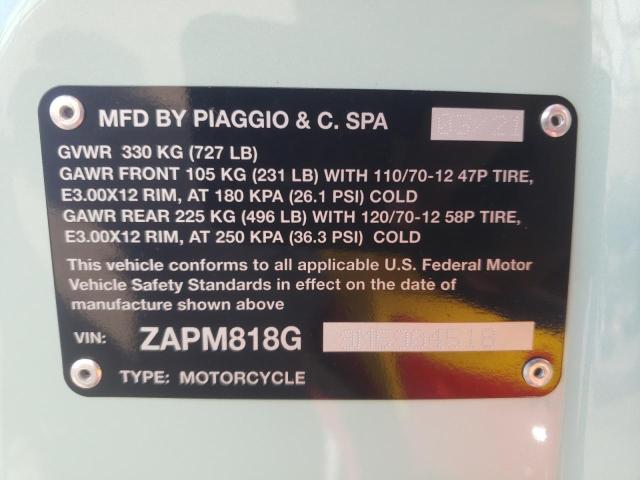 MFD BY PIAGGIO & C. SPA 03/21
GVWR 330 KG (727 LB)
GAWR FRONT 105 KG (231 LB) WITH 110/70-12 47P TIRE,
E3.00X12 RIM, AT 180 KPA (26.1 PSI) COLD
GAWR REAR 225 KG (496 LB) WITH 120/70-12 58P TIRE,
E3.00X12 RIM, AT 250 KPA (36.3 PSI) COLD
This vehicle conforms to all applicable U.S. Federal Motor
Vehicle Safety Standards in effect on the date of
manufacture shown above
VIN: ZAPM818G
TYPE: MOTORCYCLE